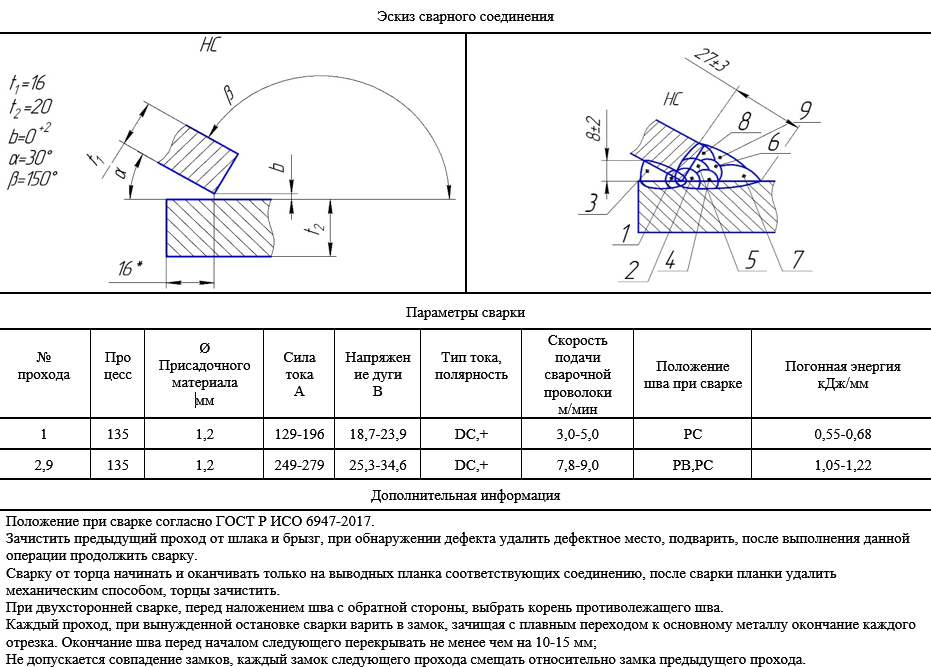 Эскиз сварного соединения
НС
t₁=16
t₂=20
b=0⁺²
α=30°
β=150°
t₁
α
β
b
t₂
16*
НС
27±3
8±2
9
8
6
3
1
2
4
5
7
Параметры сварки
№ прохода
Про
цесс
Ø
Присадочного
материала
мм
Сила
тока
А
Напряжен
ие дуги
В
Тип тока,
полярность
Скорость
подачи
сварочной
проволоки
м/мин
Положение
шва при сварке
Погонная энергия
кДж/мм
1 135 1,2 129-196 18,7-23,9 DC,+ 3,0-5,0 PC 0,55-0,68
2,9 135 1,2 249-279 25,3-34,6 DC,+ 7,8-9,0 PB,PC 1,05-1,22
Дополнительная информация
Положение при сварке согласно ГОСТ Р ИСО 6947-2017.
Зачистить предыдущий проход от шлака и брызг, при обнаружении дефекта удалить дефектное место, подварить, после выполнения данной
операции продолжить сварку.
Сварку от торца начинать и оканчивать только на выводных планка соответствующих соединению, после сварки планки удалить
механическим способом, торцы зачистить.
При двухсторонней сварке, перед наложением шва с обратной стороны, выбрать корень противолежащего шва.
Каждый проход, при вынужденной остановке сварки варить в замок, зачищая с плавным переходом к основному металлу окончание каждого
отрезка. Окончание шва перед началом следующего перекрывать не менее чем на 10-15 мм;
Не допускается совпадение замков, каждый замок следующего прохода смещать относительно замка предыдущего прохода.